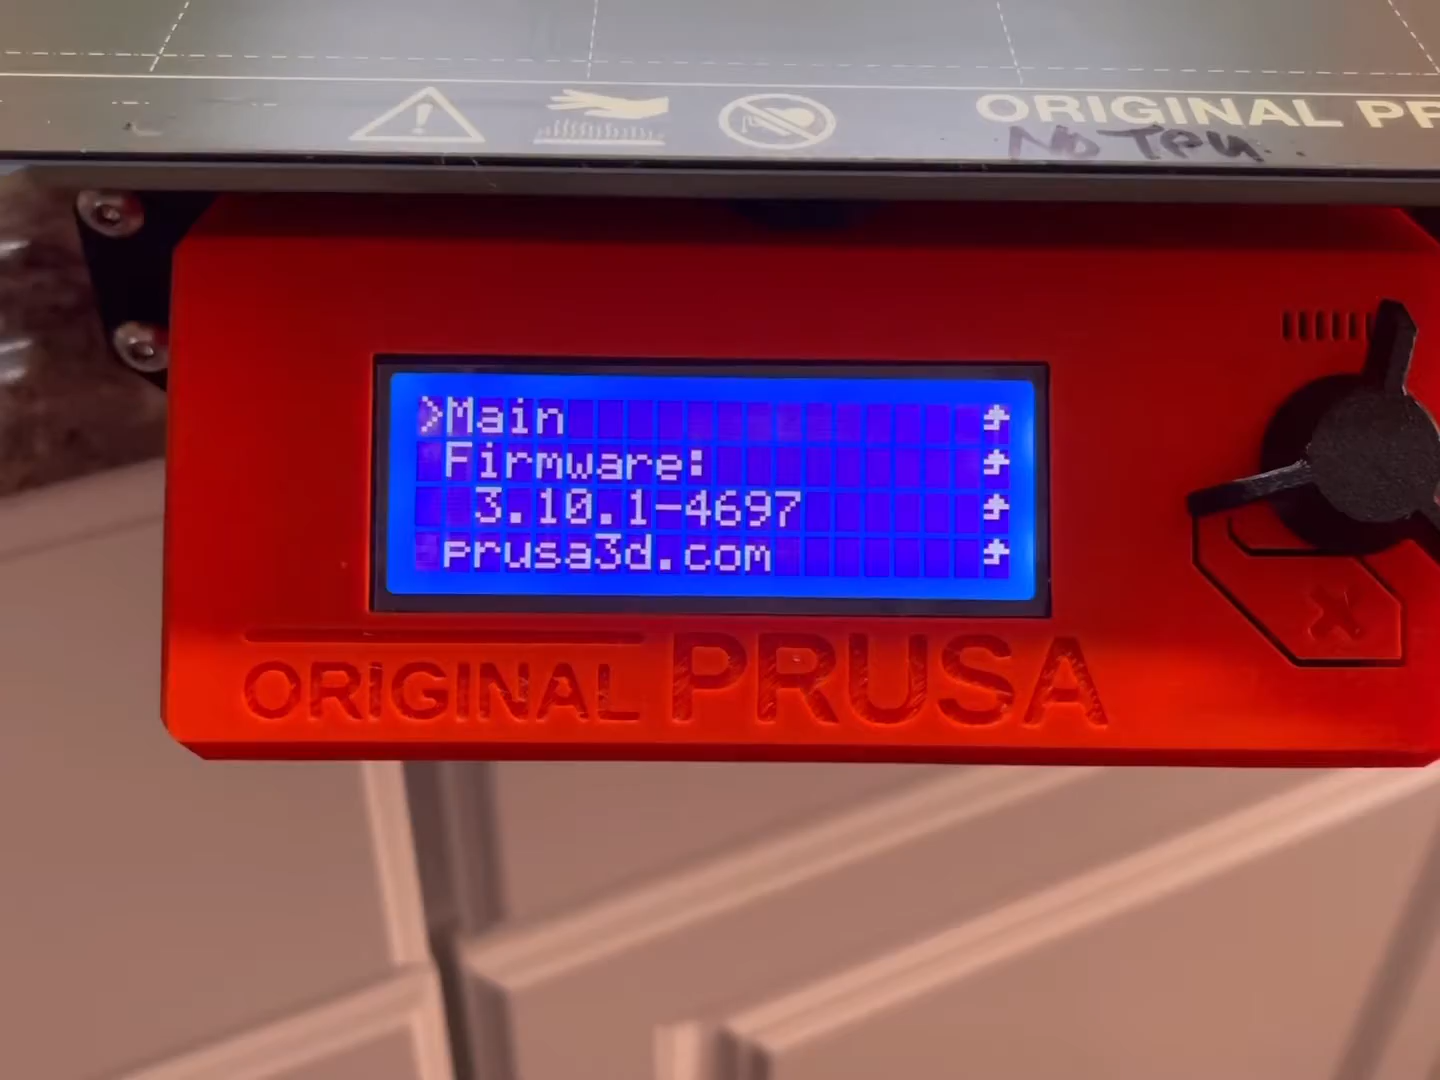 ORIGINAL PR
No TPU
>Main
Firmware:
3.10.1-4697
prusa3d.com
ORIGINAL PRUSA